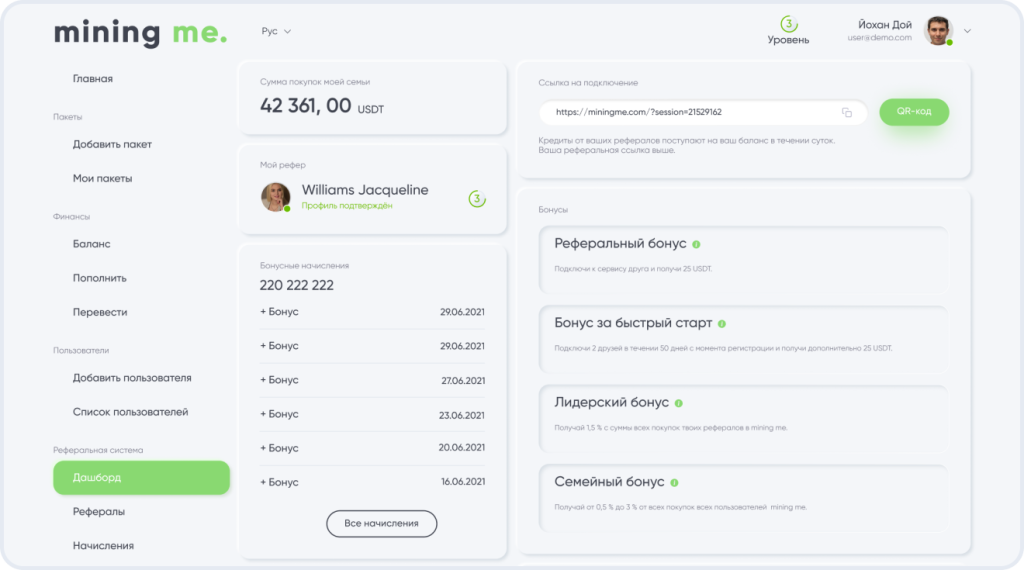 mining me.
Рус
3
Уровень
Йохан Дой
user@demo.com
Главная
Пакеты
Добавить пакет
Мои пакеты
Финансы
Баланс
Пополнить
Перевести
Пользователи
Добавить пользователя
Список пользователей
Реферальная система
Дашборд
Рефералы
Начисления
Сумма покупок моей семьи
42 361, 00 USDT
Мой рефер
Williams Jacqueline
Профиль подтверждён
3
Бонусные начисления
220 222 222
+ Бонус 29.06.2021
+ Бонус 29.06.2021
+ Бонус 27.06.2021
+ Бонус 23.06.2021
+ Бонус 20.06.2021
+ Бонус 16.06.2021
Все начисления
Ссылка на подключение
https://miningme.com/?session=21529162
QR-код
Кредиты от ваших рефералов поступают на ваш баланс в течении суток.
Ваша реферальная ссылка выше.
Бонусы
Реферальный бонус
Подключи к сервису друга и получи 25 USDT.
Бонус за быстрый старт
Подключи 2 друзей в течении 50 дней с момента регистрации и получи дополнительно 25 USDT.
Лидерский бонус
Получай 1,5 % с суммы всех покупок твоих рефералов в mining me.
Семейный бонус
Получай от 0,5 % до 3 % от всех покупок всех пользователей mining me.